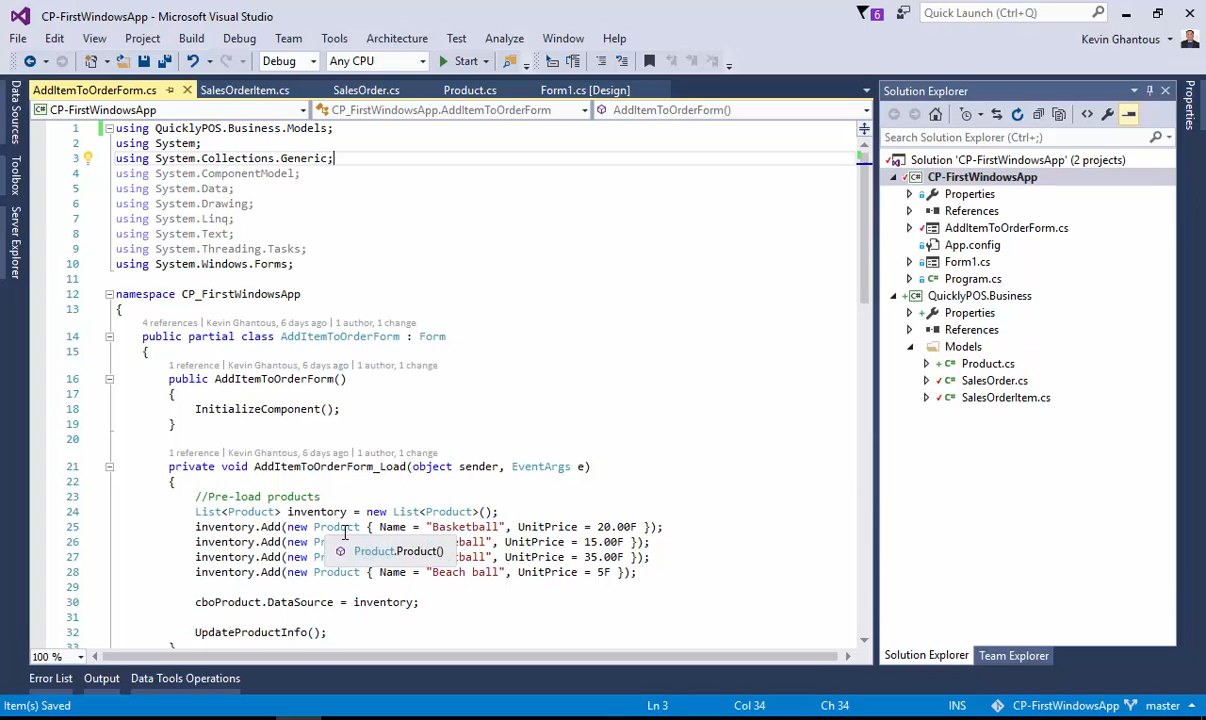 CP-FirstWindowsApp - Microsoft Visual Studio
6
Quick Launch (Ctrl+Q)
File Edit View Project Build Debug Team Tools Architecture Test Analyze Window Help
Kevin Ghantous
Debug Any CPU Start
AddItemToOrderForm.cs SalesOrderItem.cs SalesOrder.cs Product.cs Form1.cs [Design]
CP-FirstWindowsApp CP_FirstWindowsApp.AddItemToOrderForm AddItemToOrderForm()
Data Sources
Toolbox
Server Explorer
1 using QuicklyPOS.Business.Models;
2 using System;
3 using System.Collections.Generic;
4 using System.ComponentModel;
5 using System.Data;
6 using System.Drawing;
7 using System.Linq;
8 using System.Text;
9 using System.Threading.Tasks;
10 using System.Windows.Forms;
11
12 namespace CP_FirstWindowsApp
13 {
4 references | Kevin Ghantous, 6 days ago | 1 author, 1 change
14 public partial class AddItemToOrderForm : Form
15 {
1 reference | Kevin Ghantous, 6 days ago | 1 author, 1 change
16 public AddItemToOrderForm()
17 {
18 InitializeComponent();
19 }
20
1 reference | Kevin Ghantous, 6 days ago | 1 author, 1 change
21 private void AddItemToOrderForm_Load(object sender, EventArgs e)
22 {
23 //Pre-load products
24 List<Product> inventory = new List<Product>();
25 inventory.Add(new Product { Name = "Basketball", UnitPrice = 20.00F });
26 inventory.Add(new P eball", UnitPrice = 15.00F });
27 inventory.Add(new P tball", UnitPrice = 35.00F });
Product.Product()
28 inventory.Add(new Product { Name = "Beach ball", UnitPrice = 5F });
29
30 cboProduct.DataSource = inventory;
31
32 UpdateProductInfo();
33 }
100 %
Solution Explorer
Search Solution Explorer (Ctrl+;)
Solution 'CP-FirstWindowsApp' (2 projects)
CP-FirstWindowsApp
Properties
References
AddItemToOrderForm.cs
App.config
Form1.cs
Program.cs
QuicklyPOS.Business
Properties
References
Models
Product.cs
SalesOrder.cs
SalesOrderItem.cs
Properties
Solution Explorer Team Explorer
Error List Output Data Tools Operations
Item(s) Saved Ln 3 Col 34 Ch 34 INS CP-FirstWindowsApp master